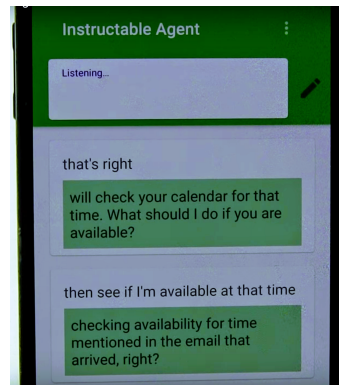 Instructable Agent
Listening...
that's right
will check your calendar for that
time. What should I do if you are
available?
then see if I'm available at that time
checking availability for time
mentioned in the email that
arrived, right?